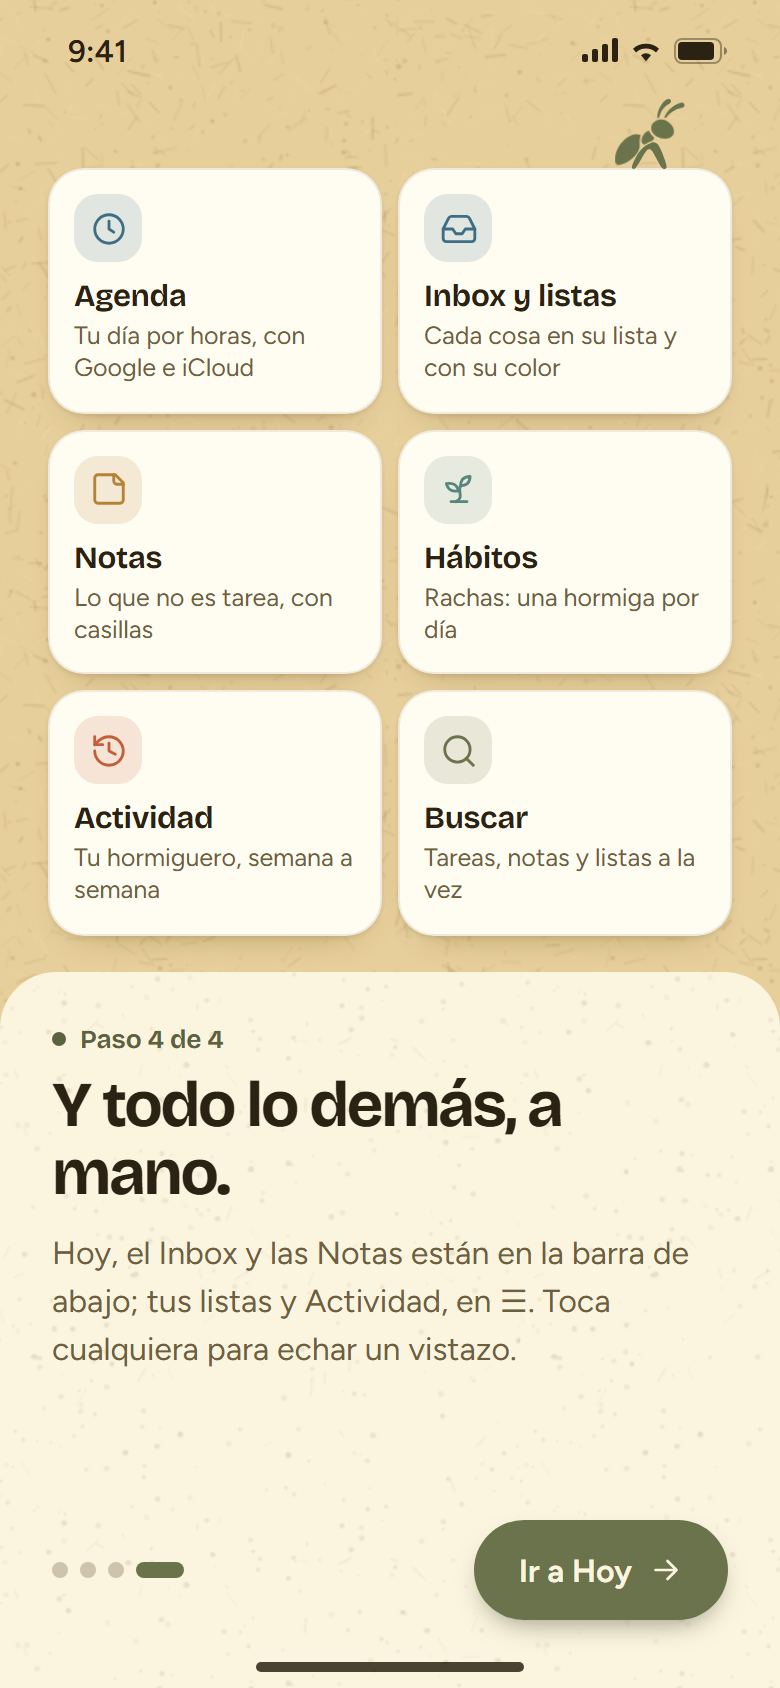 9:41
Agenda
Tu día por horas, con
Google e iCloud
Inbox y listas
Cada cosa en su lista y
con su color
Notas
Lo que no es tarea, con
casillas
Hábitos
Rachas: una hormiga por
día
Actividad
Tu hormiguero, semana a
semana
Buscar
Tareas, notas y listas a la
vez
Paso 4 de 4
Y todo lo demás, a
mano.
Hoy, el Inbox y las Notas están en la barra de
abajo; tus listas y Actividad, en ☰. Toca
cualquiera para echar un vistazo.
Ir a Hoy →